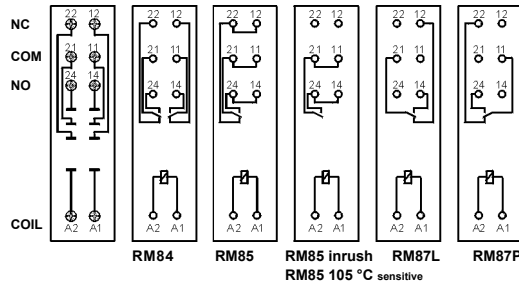 22 12 22 12 22 12 22 12 22 12 22 12
NC
COM
21 11 21 11 21 11 21 11 21 11 21 11
24 14 24 14 24 14 24 14 24 14 24 14
NO
COIL
A2 A1 A2 A1 A2 A1 A2 A1 A2 A1 A2 A1
RM84 RM85 RM85 inrush RM87L RM87P
RM85 105 °C sensitive